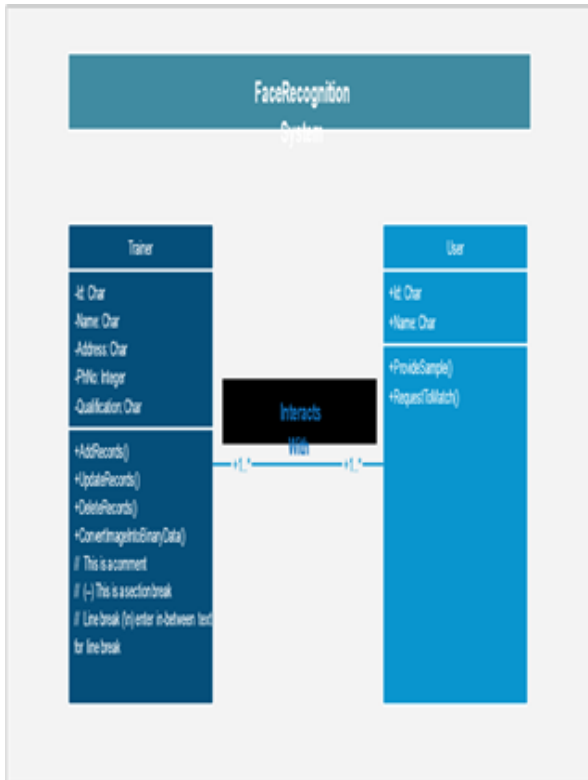 FaceRecognition
System
Trainer
-Id: Char
-Name: Char
-Address: Char
-PhNo: Integer
-Qualification: Char
+AddRecords()
+UpdateRecords()
+DeleteRecords()
+ConvertImageIntoBinaryData()
// This is a comment
// (--) This is a section break
// Line break (\n) enter in-between text
for line break
Interacts
With
+1..*
+1..*
User
+Id: Char
+Name: Char
+ProvideSample()
+RequestToMatch()